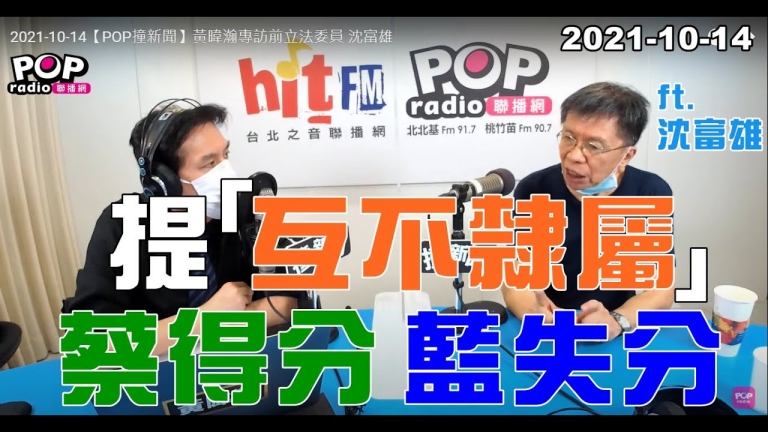 2021-10-14【POP撞新聞】黃暐瀚專訪前立法委員 沈富雄
2021-10-14
POP
radio 聯播網
hit FM
台北之音聯播網
POP
radio 聯播網
北北基 Fm 91.7 桃竹苗 Fm 90.7
ft.
沈富雄
提「互不隸屬」
蔡得分 藍失分
POP
radio